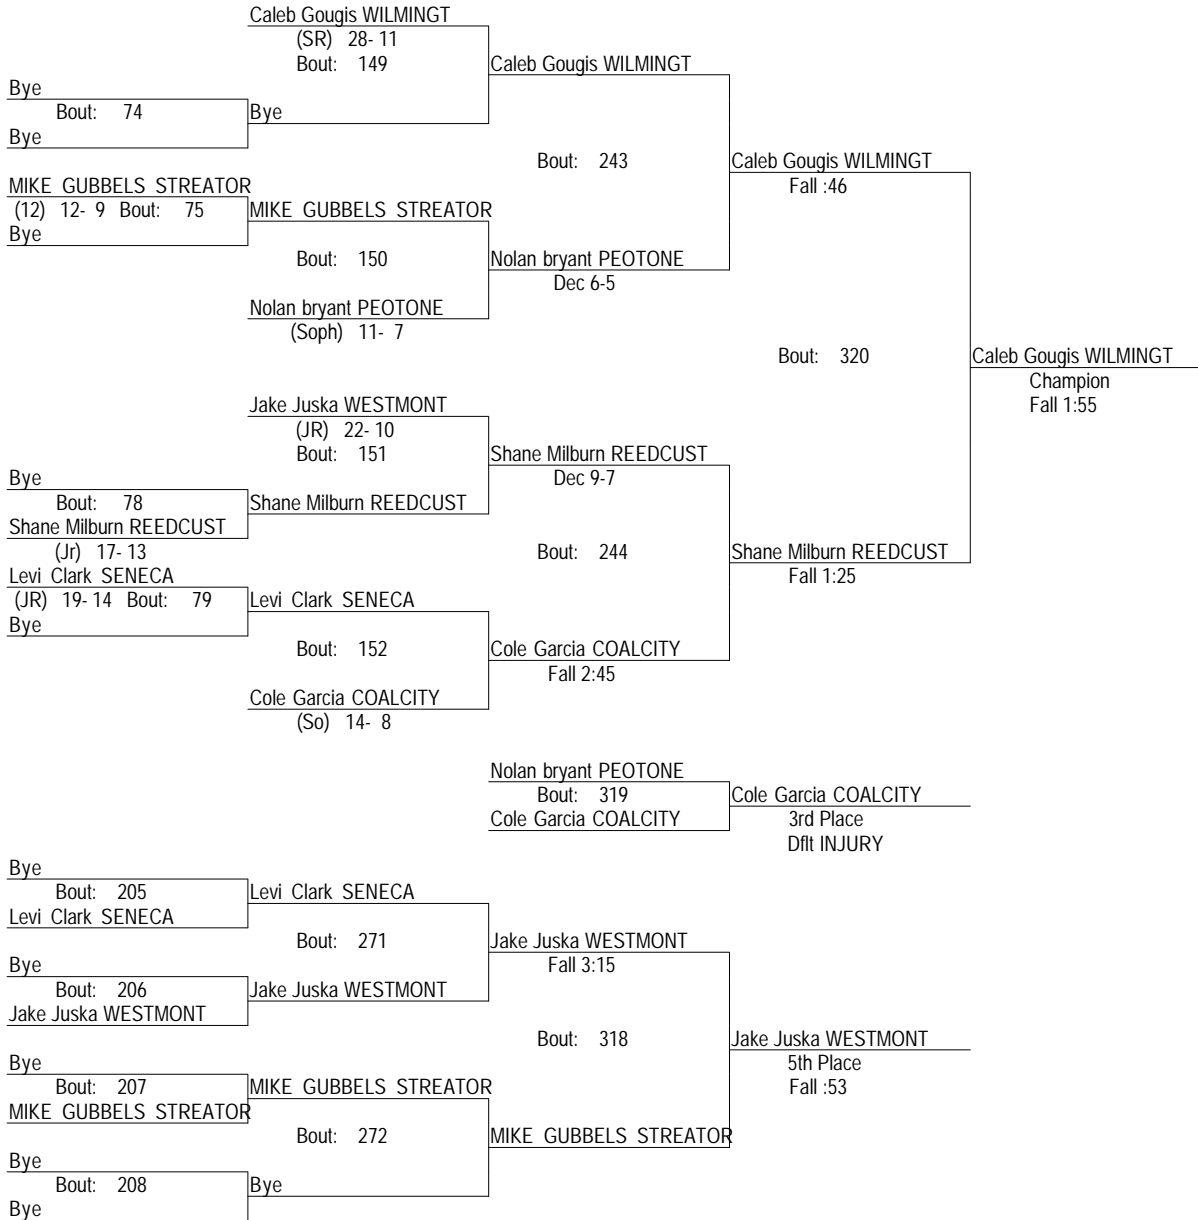 Caleb Gougis WILMINGT
(SR) 28- 11
Bout: 149
Caleb Gougis WILMINGT
Bye
Bout: 74
Bye
Bye
Bout: 243
Caleb Gougis WILMINGT
Fall :46
MIKE GUBBELS STREATOR
(12) 12- 9 Bout: 75
MIKE GUBBELS STREATOR
Bye
Bout: 150
Nolan bryant PEOTONE
Dec 6-5
Nolan bryant PEOTONE
(Soph) 11- 7
Bout: 320
Caleb Gougis WILMINGT
Champion
Fall 1:55
Jake Juska WESTMONT
(JR) 22- 10
Bout: 151
Shane Milburn REEDCUST
Dec 9-7
Bye
Bout: 78
Shane Milburn REEDCUST
Shane Milburn REEDCUST
(Jr) 17- 13
Bout: 244
Shane Milburn REEDCUST
Fall 1:25
Levi Clark SENECA
(JR) 19- 14 Bout: 79
Levi Clark SENECA
Bye
Bout: 152
Cole Garcia COALCITY
Fall 2:45
Cole Garcia COALCITY
(So) 14- 8
Nolan bryant PEOTONE
Bout: 319
Cole Garcia COALCITY
Cole Garcia COALCITY
3rd Place
Dflt INJURY
Bye
Bout: 205
Levi Clark SENECA
Levi Clark SENECA
Bout: 271
Jake Juska WESTMONT
Fall 3:15
Bye
Bout: 206
Jake Juska WESTMONT
Jake Juska WESTMONT
Bout: 318
Jake Juska WESTMONT
5th Place
Fall :53
Bye
Bout: 207
MIKE GUBBELS STREATOR
MIKE GUBBELS STREATOR
Bout: 272
MIKE GUBBELS STREATOR
Bye
Bout: 208
Bye
Bye